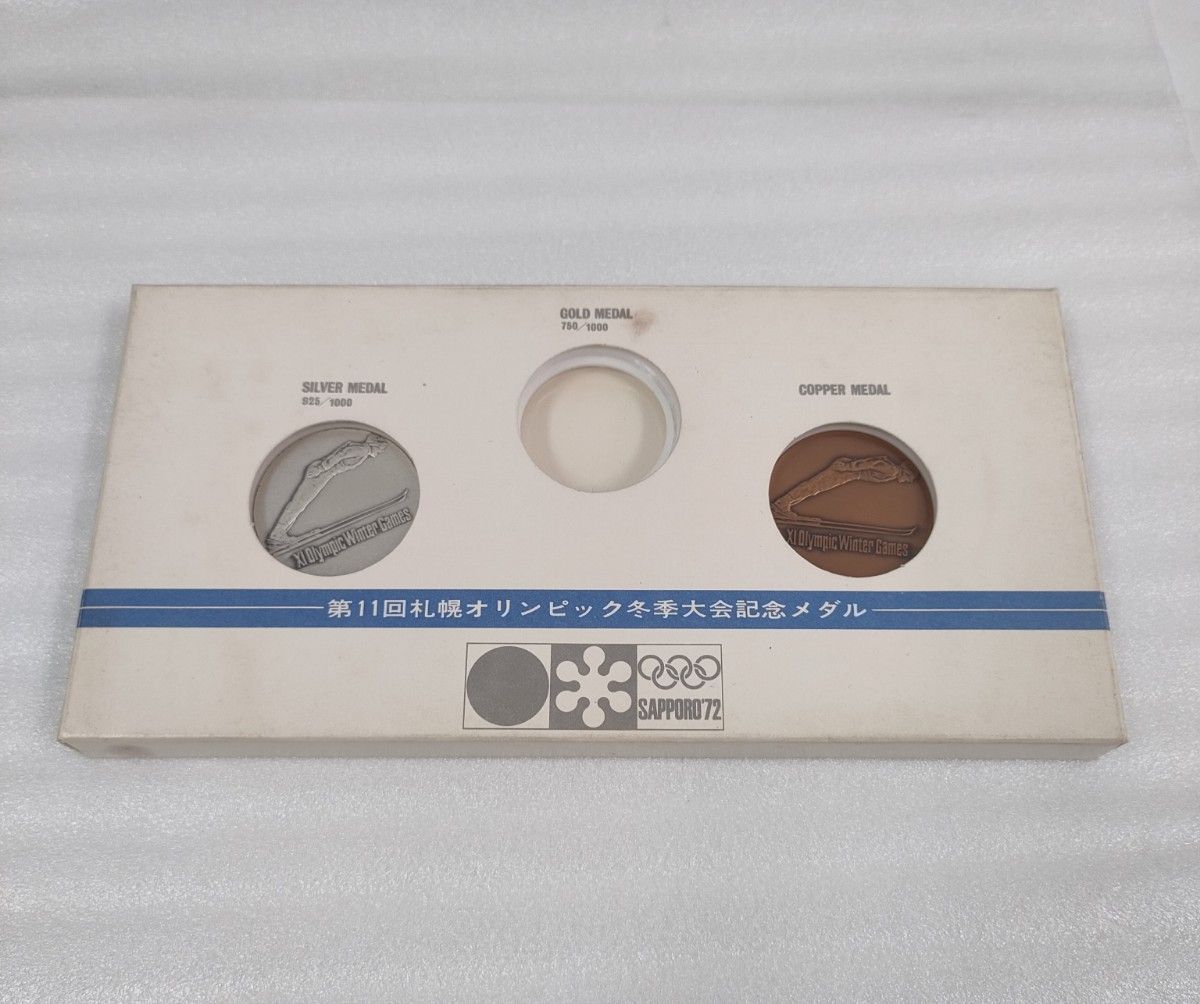 GOLD MEDAL
750/1000
SILVER MEDAL
925/1000
COPPER MEDAL
XI Olympic Winter Games
XI Olympic Winter Games
第11回札幌オリンピック冬季大会記念メダル
SAPPORO'72